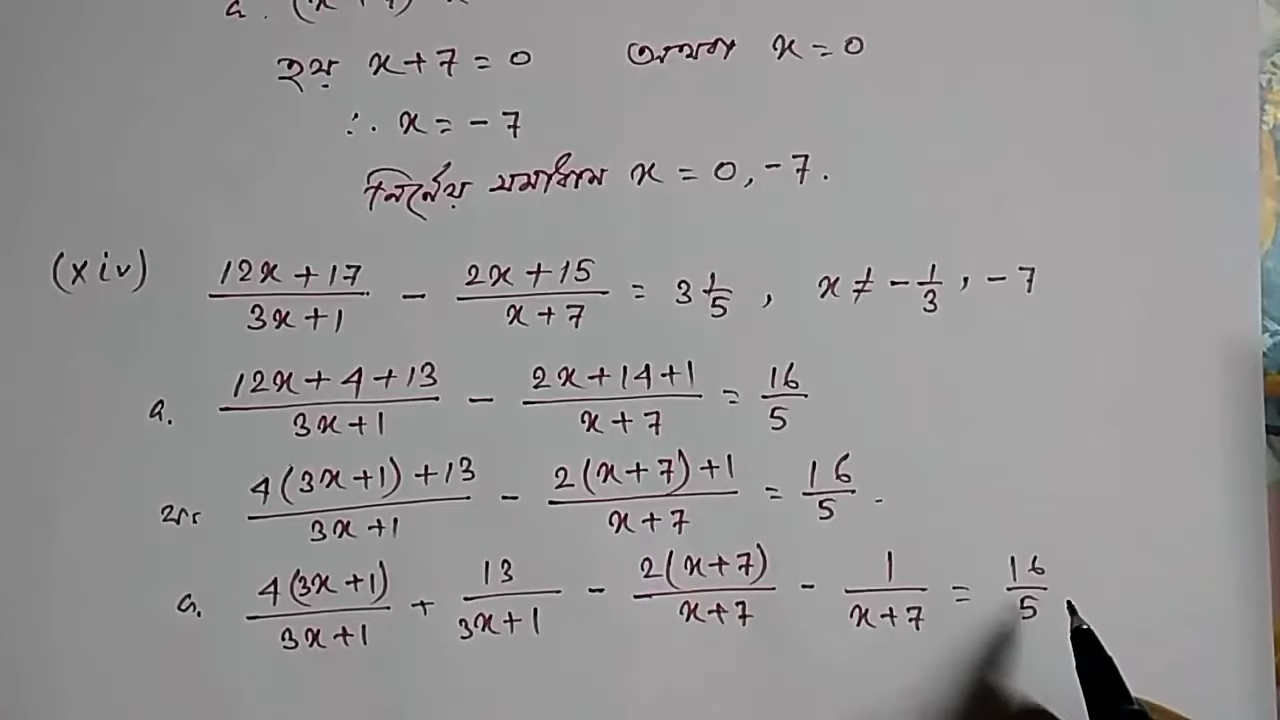 হয় x+7=0 অথবা x=0
∴ x=-7
নির্ণেয় সমাধান x=0,-7.
(xiv) (12x+17)/(3x+1) - (2x+15)/(x+7) = 3 1/5 , x≠-1/3 , -7
বা. (12x+4+13)/(3x+1) - (2x+14+1)/(x+7) = 16/5
বা. (4(3x+1)+13)/(3x+1) - (2(x+7)+1)/(x+7) = 16/5 .
বা. 4(3x+1)/(3x+1) + 13/(3x+1) - 2(x+7)/(x+7) - 1/(x+7) = 16/5